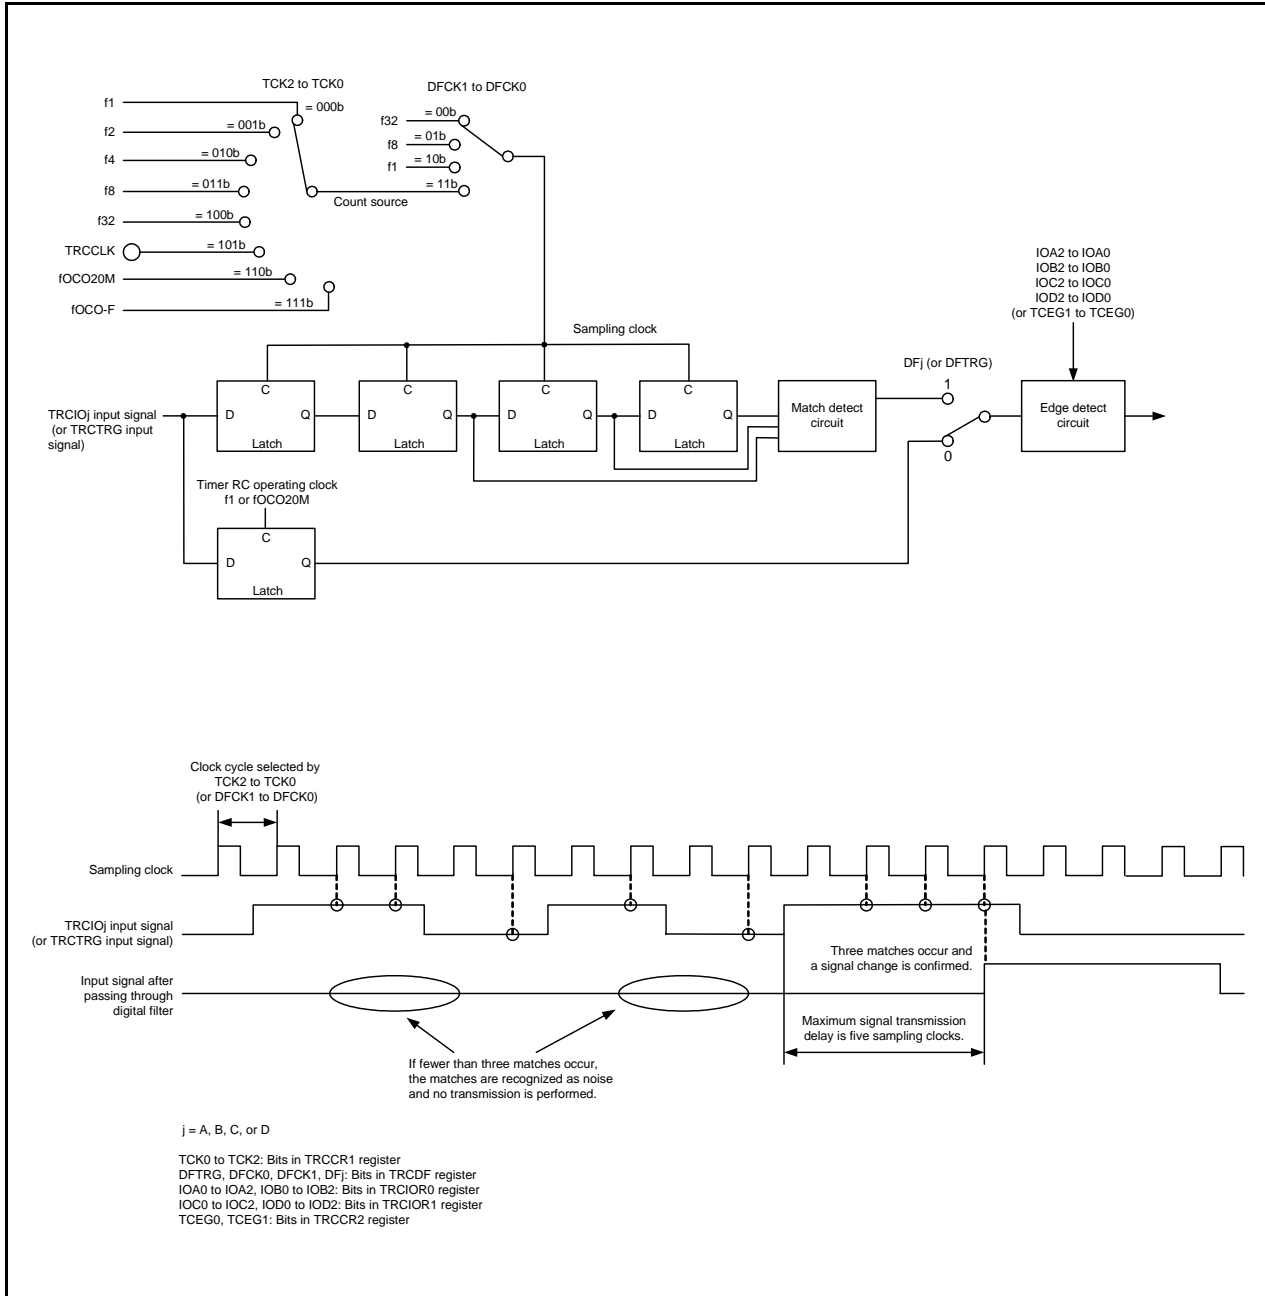 TCK2 to TCK0
DFCK1 to DFCK0
f1
= 000b
f2
= 001b
f4
= 010b
f8
= 011b
f32
= 100b
TRCCLK
= 101b
fOCO20M
= 110b
fOCO-F
= 111b
Count source
f32
= 00b
f8
= 01b
f1
= 10b
= 11b
IOA2 to IOA0
IOB2 to IOB0
IOC2 to IOC0
IOD2 to IOD0
(or TCEG1 to TCEG0)
Sampling clock
DFj (or DFTRG)
1
0
TRCIOj input signal
(or TRCTRG input
signal)
C
D
Q
Latch
C
D
Q
Latch
C
D
Q
Latch
C
D
Q
Latch
Match detect
circuit
Edge detect
circuit
Timer RC operating clock
f1 or fOCO20M
C
D
Q
Latch
Clock cycle selected by
TCK2 to TCK0
(or DFCK1 to DFCK0)
Sampling clock
TRCIOj input signal
(or TRCTRG input signal)
Three matches occur and
a signal change is confirmed.
Input signal after
passing through
digital filter
Maximum signal transmission
delay is five sampling clocks.
If fewer than three matches occur,
the matches are recognized as noise
and no transmission is performed.
j = A, B, C, or D
TCK0 to TCK2: Bits in TRCCR1 register
DFTRG, DFCK0, DFCK1, DFj: Bits in TRCDF register
IOA0 to IOA2, IOB0 to IOB2: Bits in TRCIOR0 register
IOC0 to IOC2, IOD0 to IOD2: Bits in TRCIOR1 register
TCEG0, TCEG1: Bits in TRCCR2 register